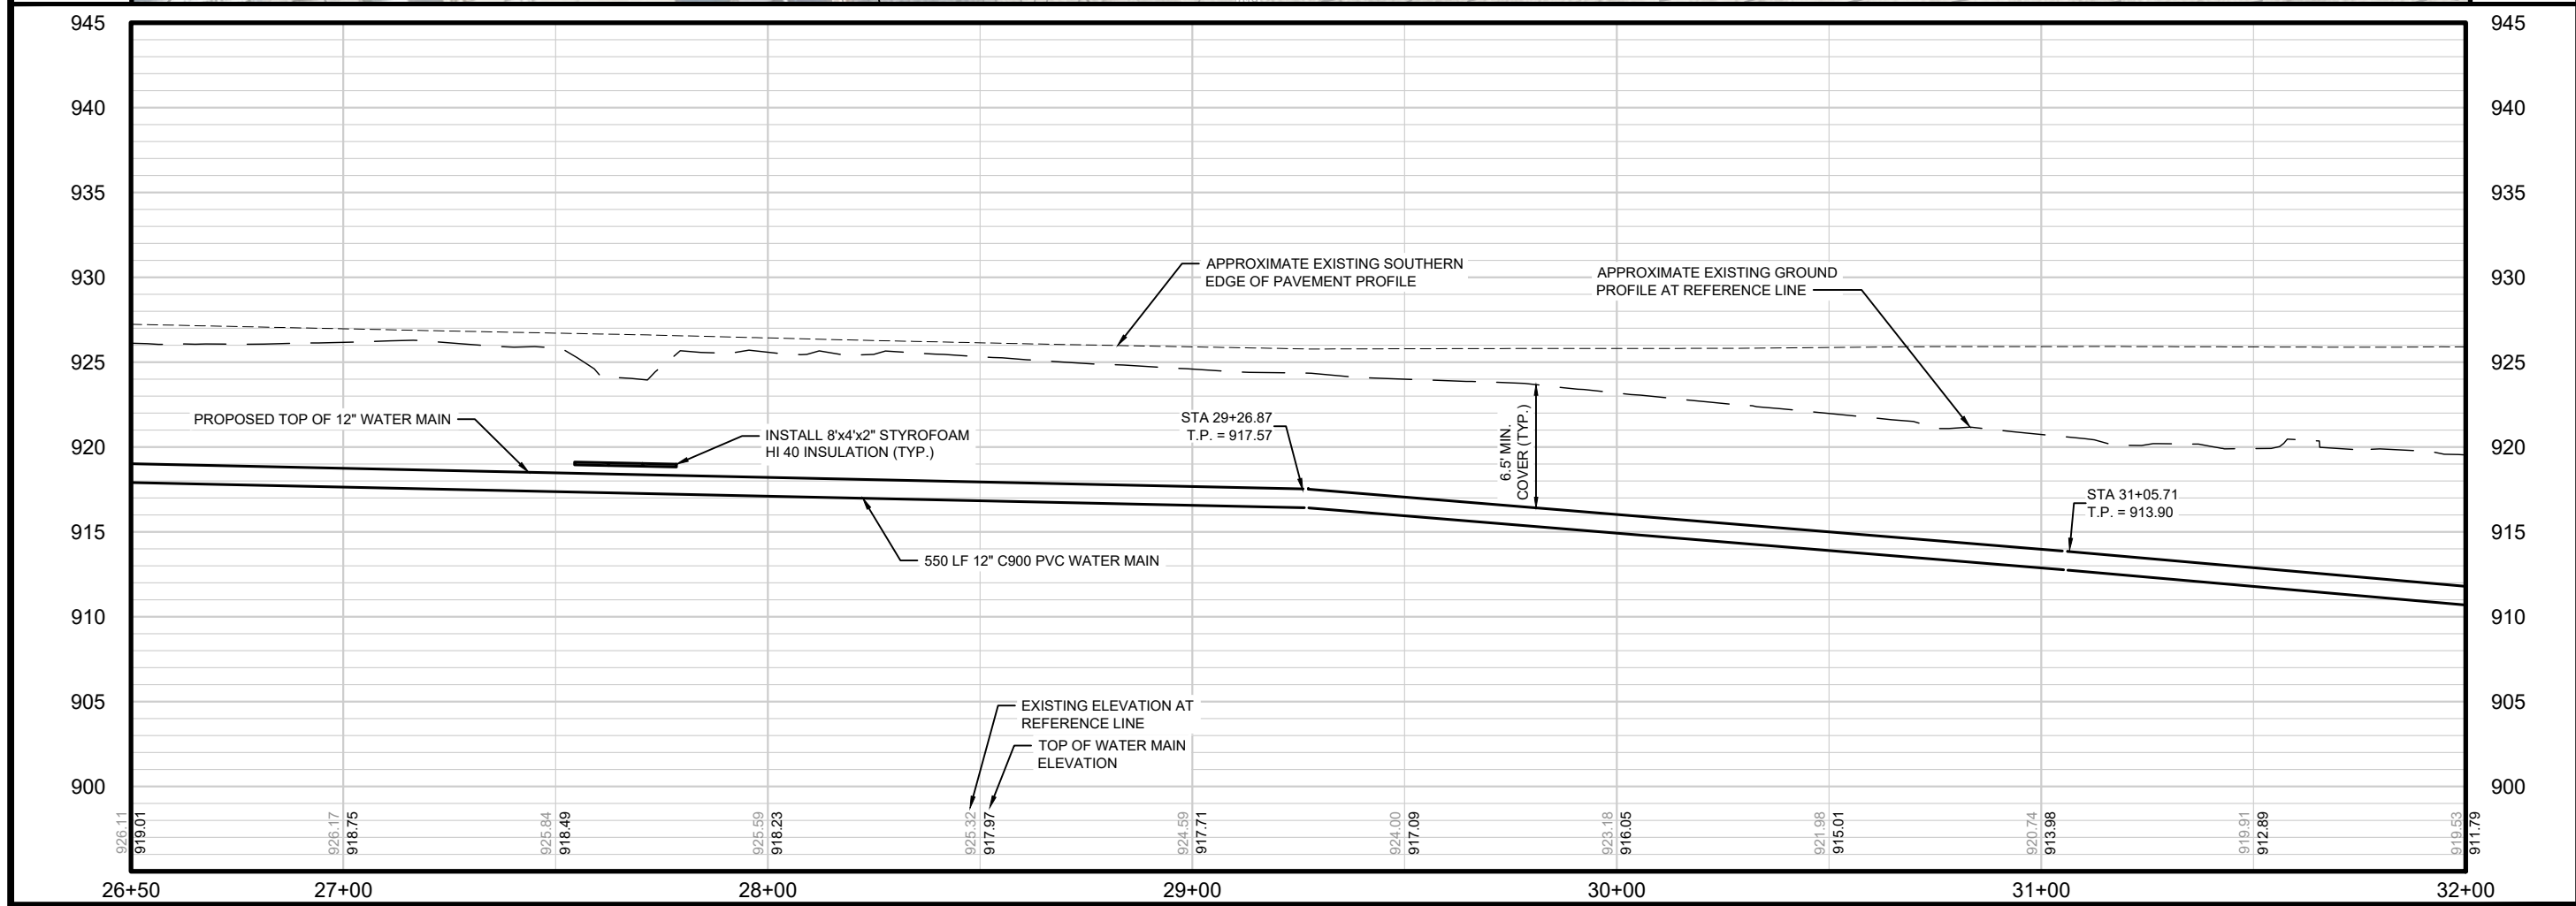 945
945
940
940
935
935
930
930
925
925
920
920
915
915
910
910
905
905
900
900
APPROXIMATE EXISTING SOUTHERN
EDGE OF PAVEMENT PROFILE
APPROXIMATE EXISTING GROUND
PROFILE AT REFERENCE LINE
PROPOSED TOP OF 12" WATER MAIN
INSTALL 8'x4'x2" STYROFOAM
HI 40 INSULATION (TYP.)
STA 29+26.87
T.P. = 917.57
6.5' MIN.
COVER (TYP.)
STA 31+05.71
T.P. = 913.90
550 LF 12" C900 PVC WATER MAIN
EXISTING ELEVATION AT
REFERENCE LINE
TOP OF WATER MAIN
ELEVATION
926.11
919.01
926.17
918.75
925.84
918.49
925.59
918.23
925.32
917.97
924.59
917.71
924.00
917.09
923.18
916.05
921.98
915.01
920.74
913.98
919.91
912.89
919.53
911.79
26+50
27+00
28+00
29+00
30+00
31+00
32+00